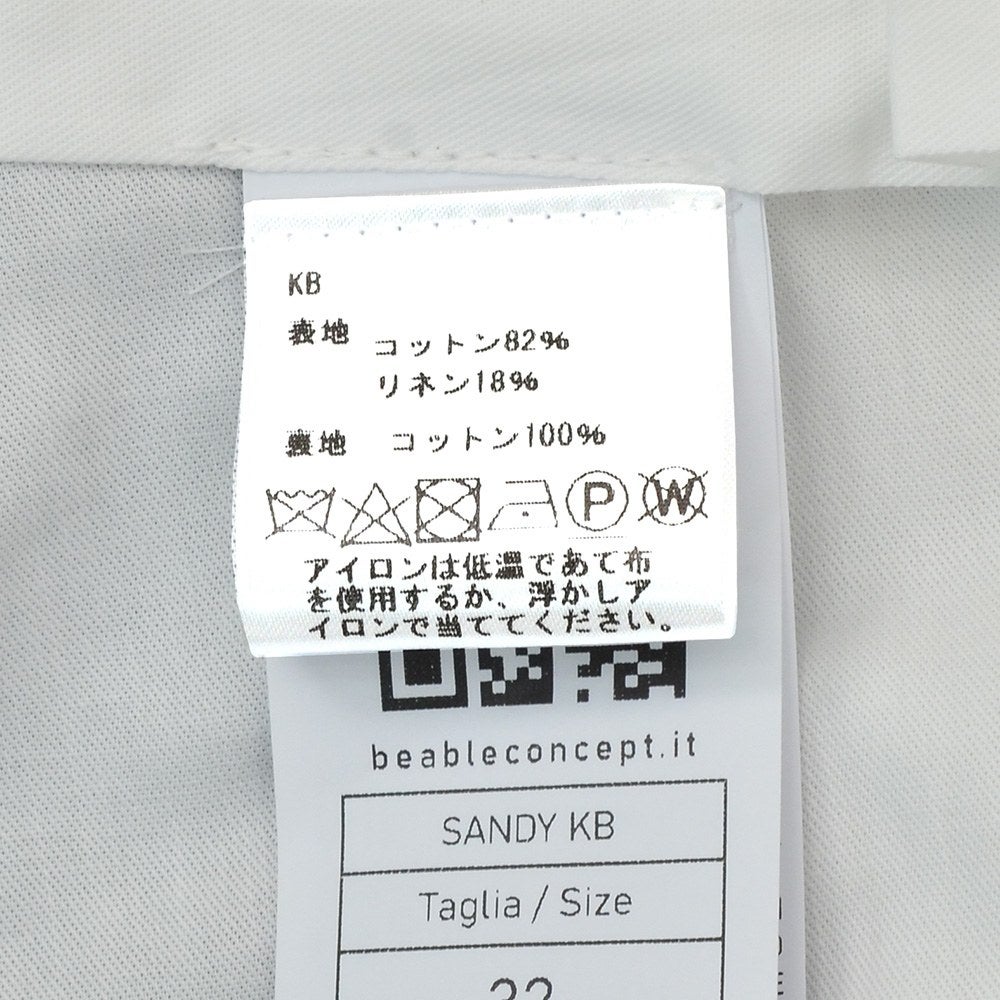 KB
表地 コットン82%
リネン18%
裏地 コットン100%
P W
アイロンは低温であて布
を使用するか、浮かしア
イロンで当ててください。
beableconcept.it
SANDY KB
Taglia / Size